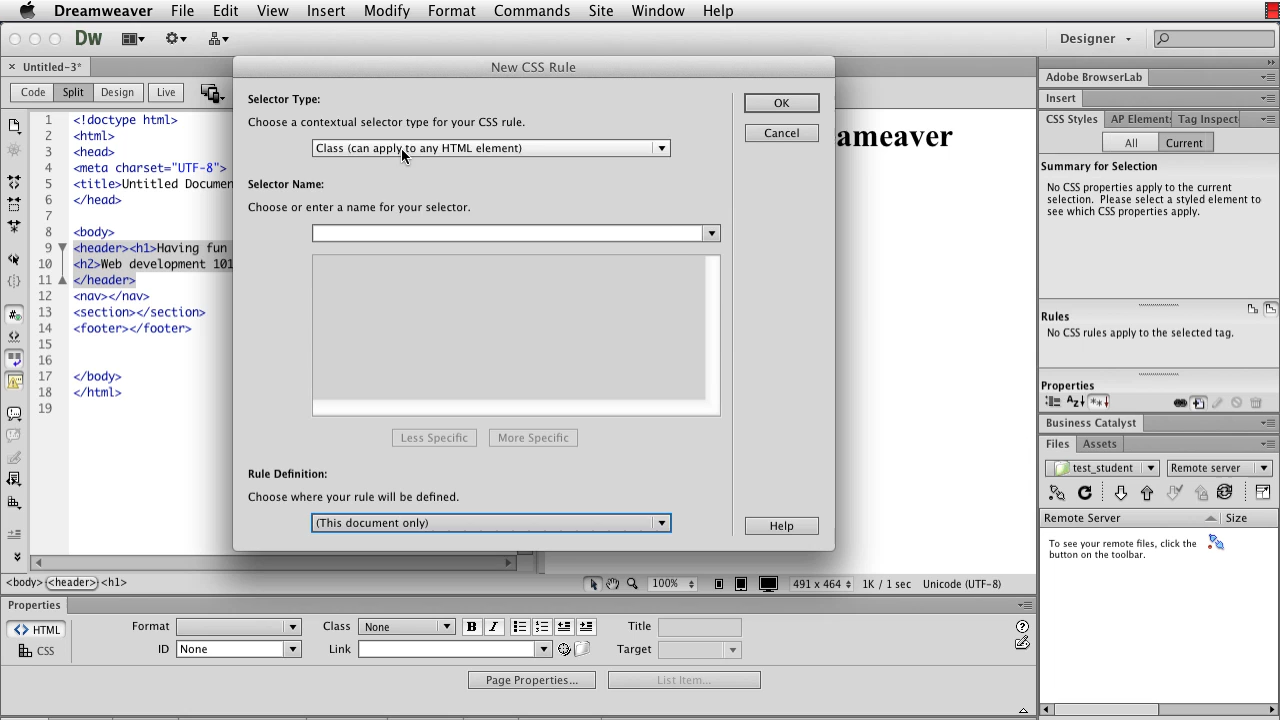 Dreamweaver File Edit View Insert Modify Format Commands Site Window Help
Dw Designer
× Untitled-3*
Code Split Design Live
1 <!doctype html>
2 <html>
3 <head>
4 <meta charset="UTF-8">
5 <title>Untitled Documen
6 </head>
7
8 <body>
9 <header><h1>Having fun
10 <h2>Web development 101
11 </header>
12 <nav></nav>
13 <section></section>
14 <footer></footer>
15
16
17 </body>
18 </html>
19
ameaver
New CSS Rule
Selector Type:
Choose a contextual selector type for your CSS rule.
Class (can apply to any HTML element)
Selector Name:
Choose or enter a name for your selector.
Less Specific More Specific
Rule Definition:
Choose where your rule will be defined.
(This document only)
OK
Cancel
Help
Adobe BrowserLab
Insert
CSS Styles AP Element Tag Inspect
All Current
Summary for Selection
No CSS properties apply to the current
selection. Please select a styled element to
see which CSS properties apply.
Rules
No CSS rules apply to the selected tag.
Properties
Business Catalyst
Files Assets
test_student Remote server
Remote Server Size
To see your remote files, click the
button on the toolbar.
<body> <header> <h1> 100% 491 x 464 1K / 1 sec Unicode (UTF-8)
Properties
<> HTML Format Class None B I Title
CSS ID None Link Target
Page Properties... List Item...